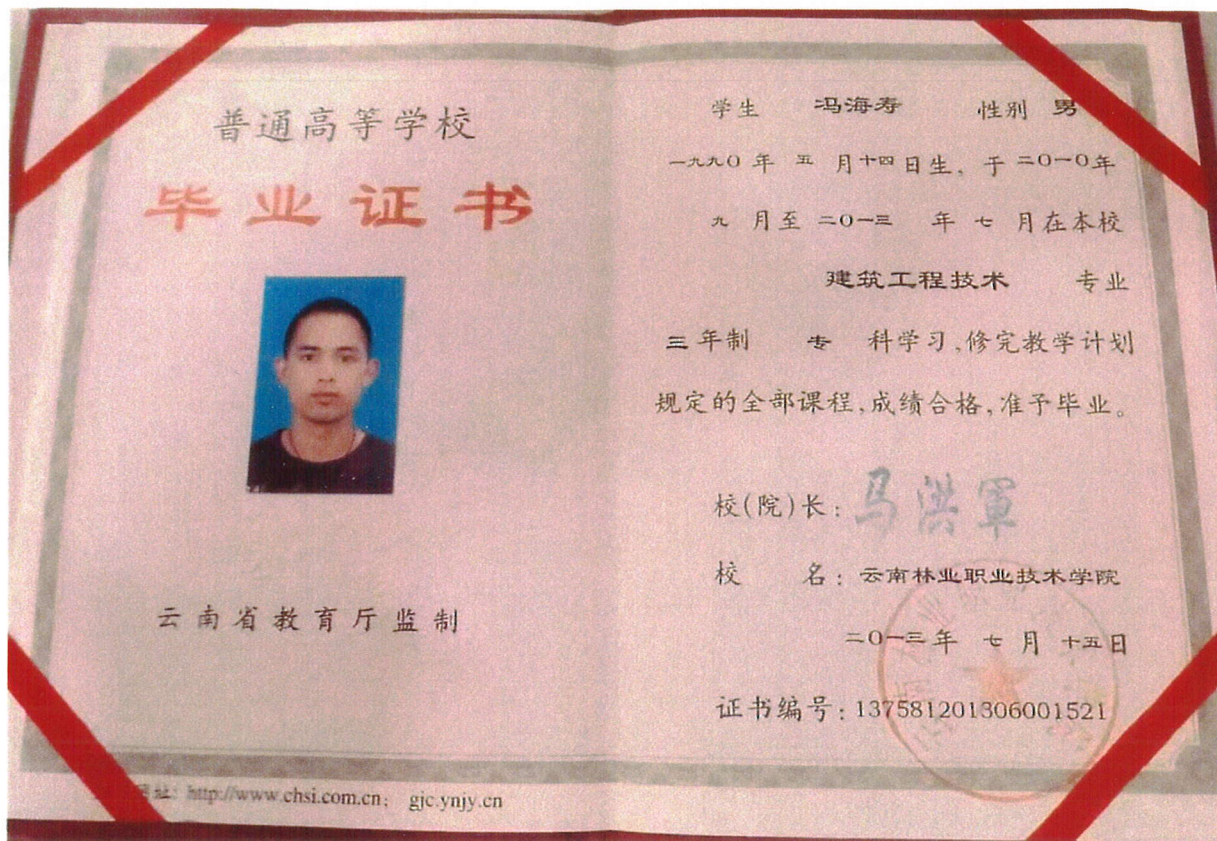 普通高等学校
毕业证书
云南省教育厅监制
网址: http://www.chsi.com.cn; gjc.ynjy.cn
学生 冯海寿 性别 男
一九九〇年 五 月十四日生, 于二〇一〇年
九 月至 二〇一三 年 七 月在本校
建筑工程技术 专业
三年制 专 科学习,修完教学计划
规定的全部课程,成绩合格,准予毕业。
校(院)长: 马洪军
校 名: 云南林业职业技术学院
二〇一三年 七 月 十五日
证书编号: 137581201306001521